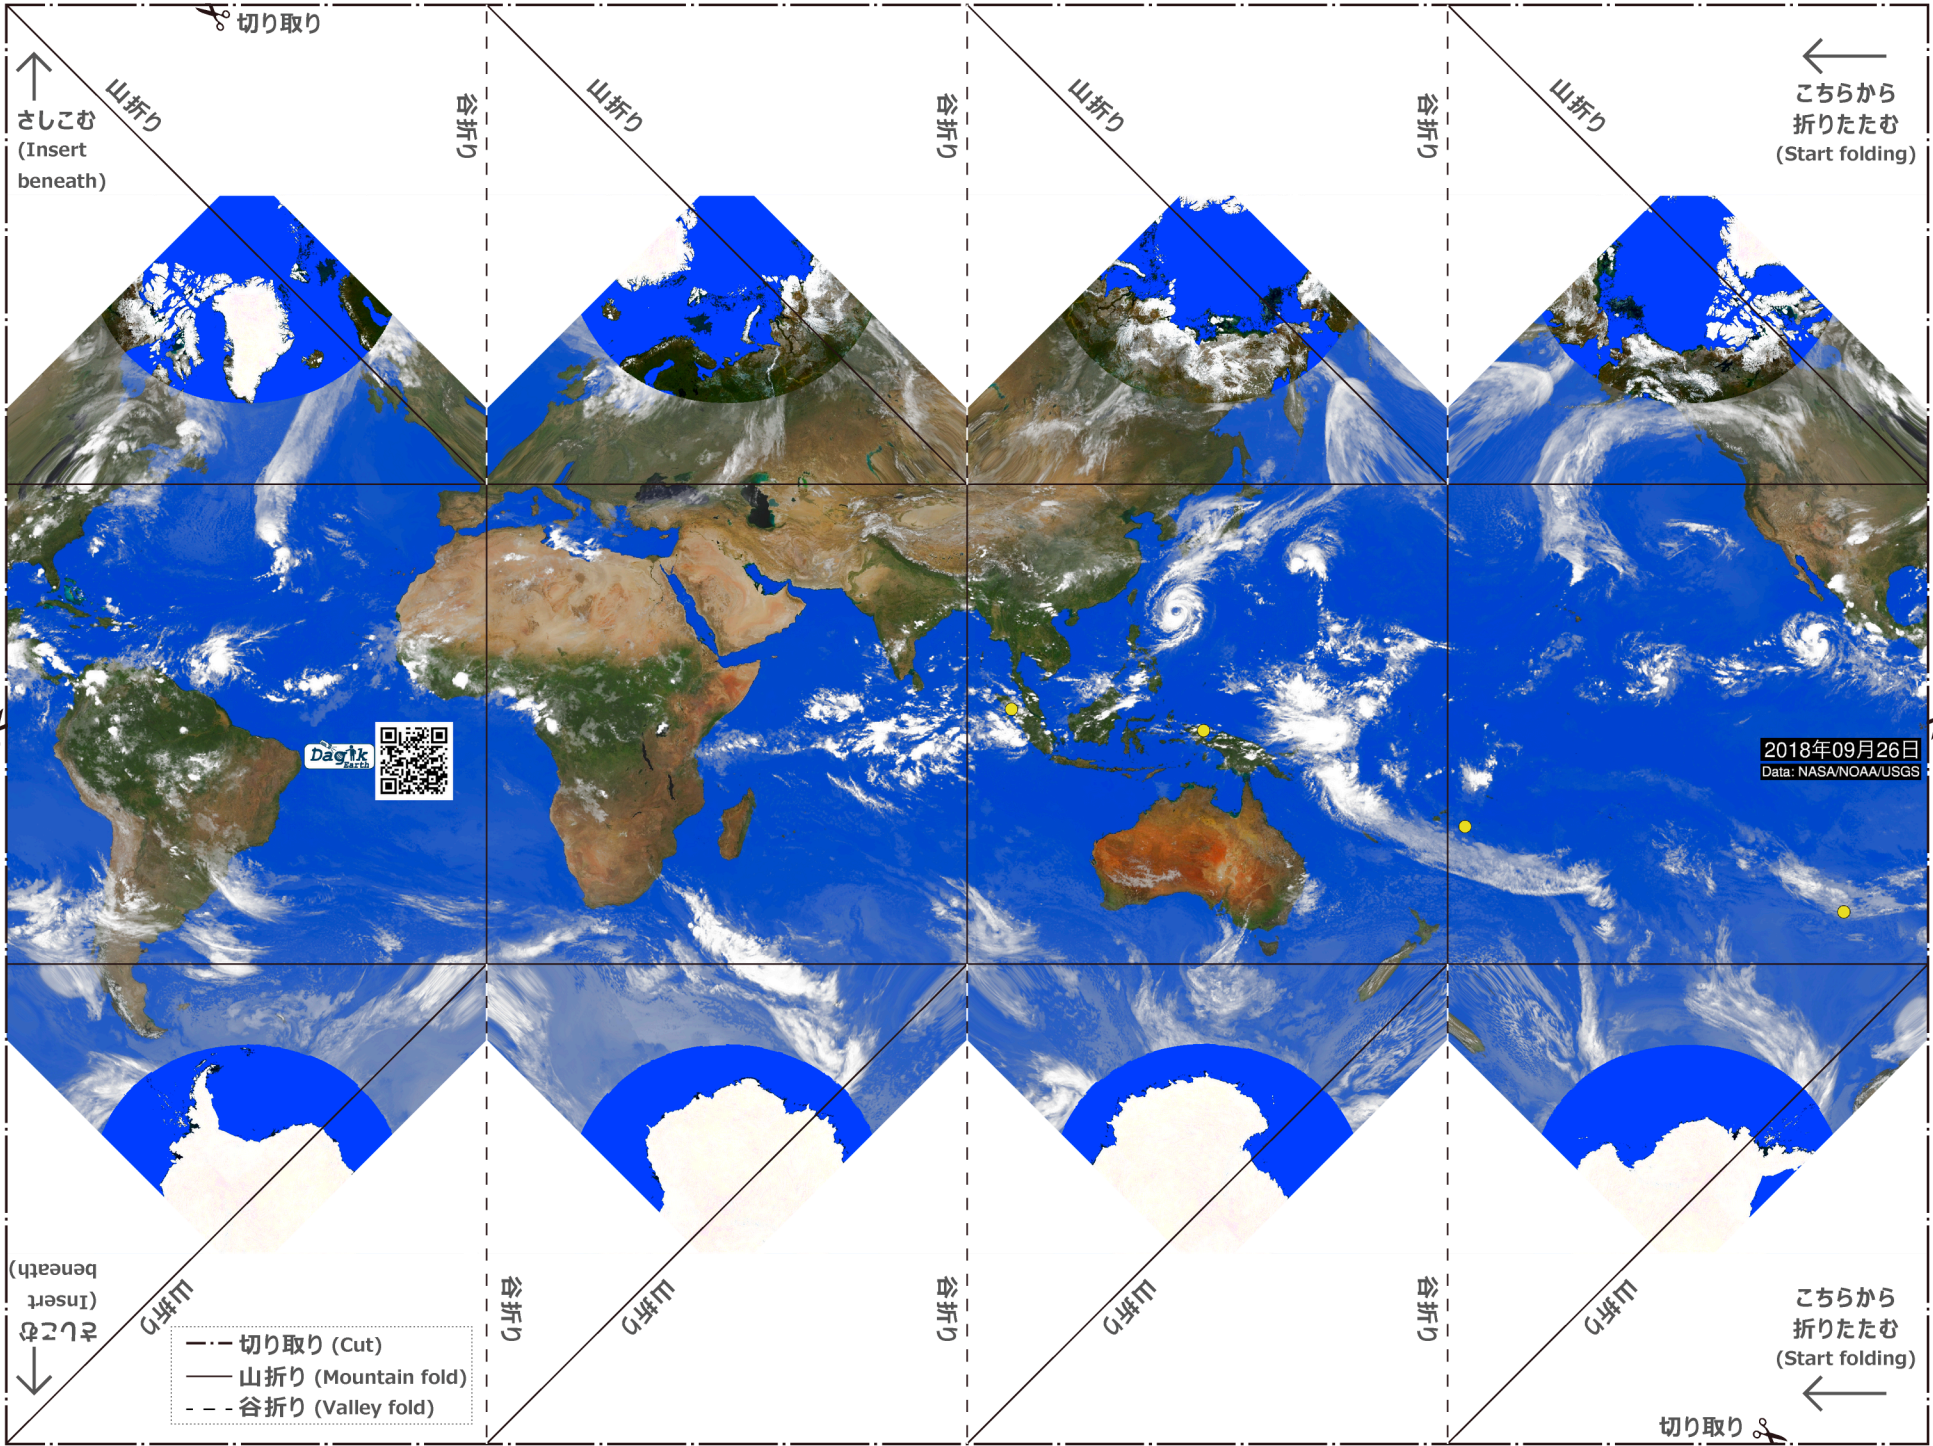 切り取り
山折り
谷折り
山折り
谷折り
山折り
谷折り
山折り
さしこむ
(Insert
beneath)
こちらから
折りたたむ
(Start folding)
Dagik
Earth
2018年09月26日
Data: NASA/NOAA/USGS
さしこむ
(Insert
beneath)
山折り
谷折り
山折り
谷折り
山折り
谷折り
山折り
切り取り (Cut)
山折り (Mountain fold)
谷折り (Valley fold)
こちらから
折りたたむ
(Start folding)
切り取り